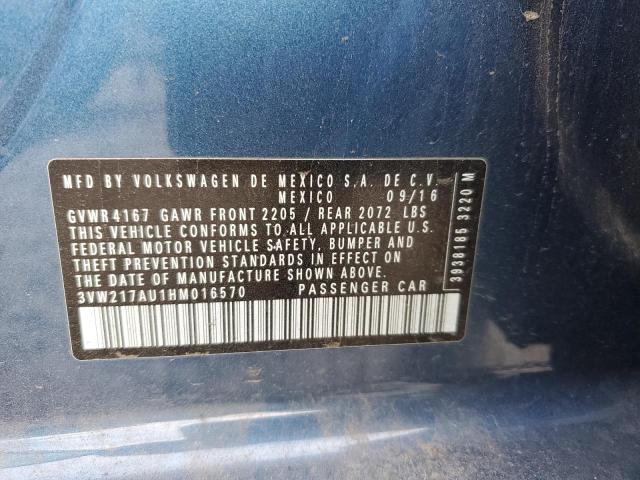 MFD BY VOLKSWAGEN DE MEXICO S.A. DE C.V.
MEXICO 09/16
GVWR 4167 GAWR FRONT 2205 / REAR 2072 LBS
THIS VEHICLE CONFORMS TO ALL APPLICABLE U.S.
FEDERAL MOTOR VEHICLE SAFETY, BUMPER AND
THEFT PREVENTION STANDARDS IN EFFECT ON
THE DATE OF MANUFACTURE SHOWN ABOVE.
3VW217AU1HM016570 PASSENGER CAR
3938185 3220 M